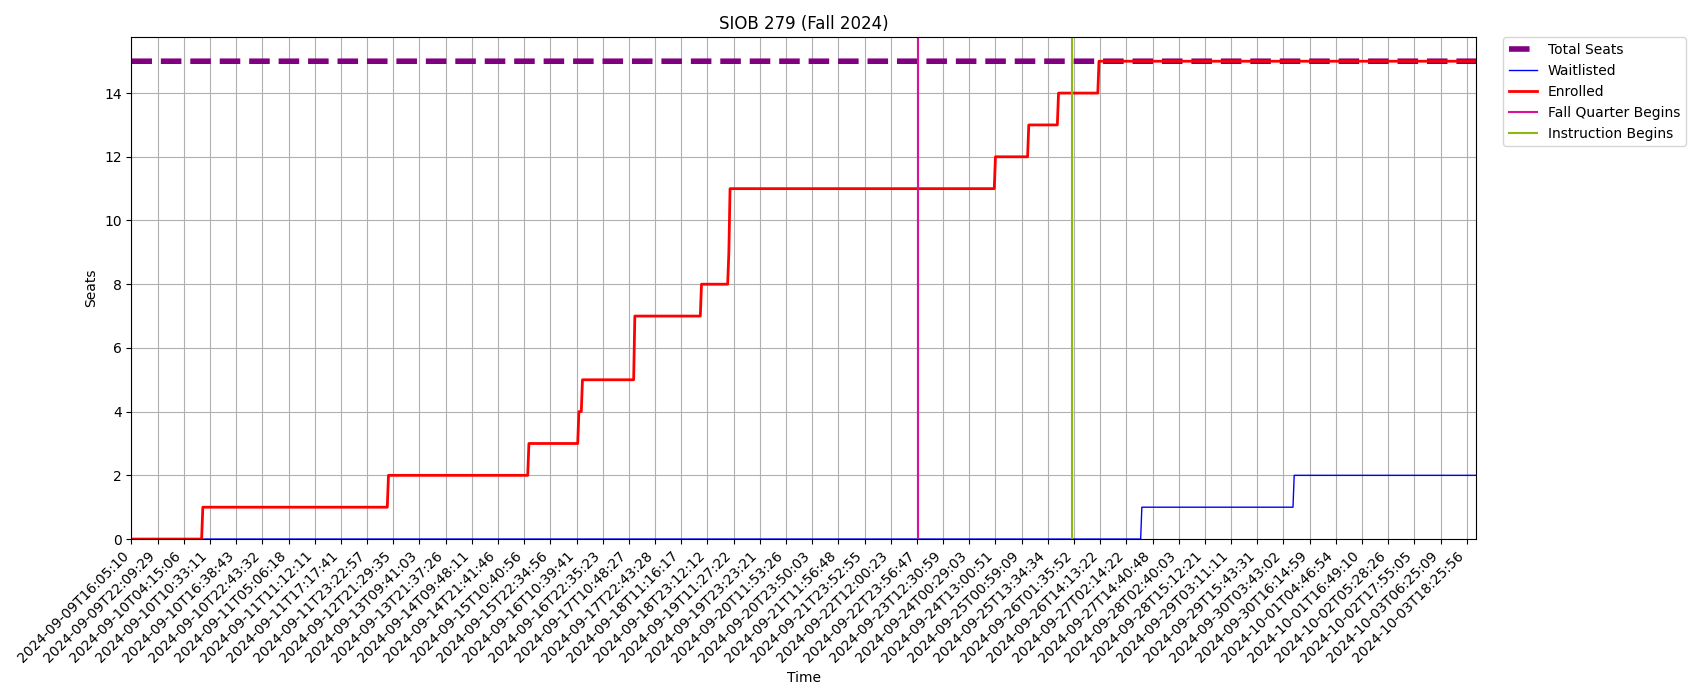 SIOB 279 (Fall 2024)
Total Seats
Waitlisted
Enrolled
Fall Quarter Begins
Instruction Begins
Seats
14
12
10
8
6
4
2
0
2024-09-09T16:05:10
2024-09-09T22:09:29
2024-09-10T04:15:06
2024-09-10T10:33:11
2024-09-10T16:38:43
2024-09-10T22:43:32
2024-09-11T05:06:18
2024-09-11T11:12:11
2024-09-11T17:17:41
2024-09-11T23:22:57
2024-09-12T21:29:35
2024-09-13T09:41:03
2024-09-13T21:37:26
2024-09-14T09:48:11
2024-09-14T21:41:46
2024-09-15T10:40:56
2024-09-15T22:34:56
2024-09-16T10:39:41
2024-09-16T22:35:23
2024-09-17T10:48:27
2024-09-17T22:43:28
2024-09-18T11:16:17
2024-09-18T23:12:12
2024-09-19T11:27:22
2024-09-19T23:23:21
2024-09-20T11:53:26
2024-09-20T23:50:03
2024-09-21T11:56:48
2024-09-21T23:52:55
2024-09-22T12:00:23
2024-09-22T23:56:47
2024-09-23T12:30:59
2024-09-24T00:29:03
2024-09-24T13:00:51
2024-09-25T00:59:09
2024-09-25T13:34:34
2024-09-26T01:35:52
2024-09-26T14:13:22
2024-09-27T02:14:22
2024-09-27T14:40:48
2024-09-28T02:40:03
2024-09-28T15:12:21
2024-09-29T03:11:11
2024-09-29T15:43:31
2024-09-30T03:43:02
2024-09-30T16:14:59
2024-10-01T04:46:54
2024-10-01T16:49:10
2024-10-02T05:28:26
2024-10-02T17:55:05
2024-10-03T06:25:09
2024-10-03T18:25:56
Time